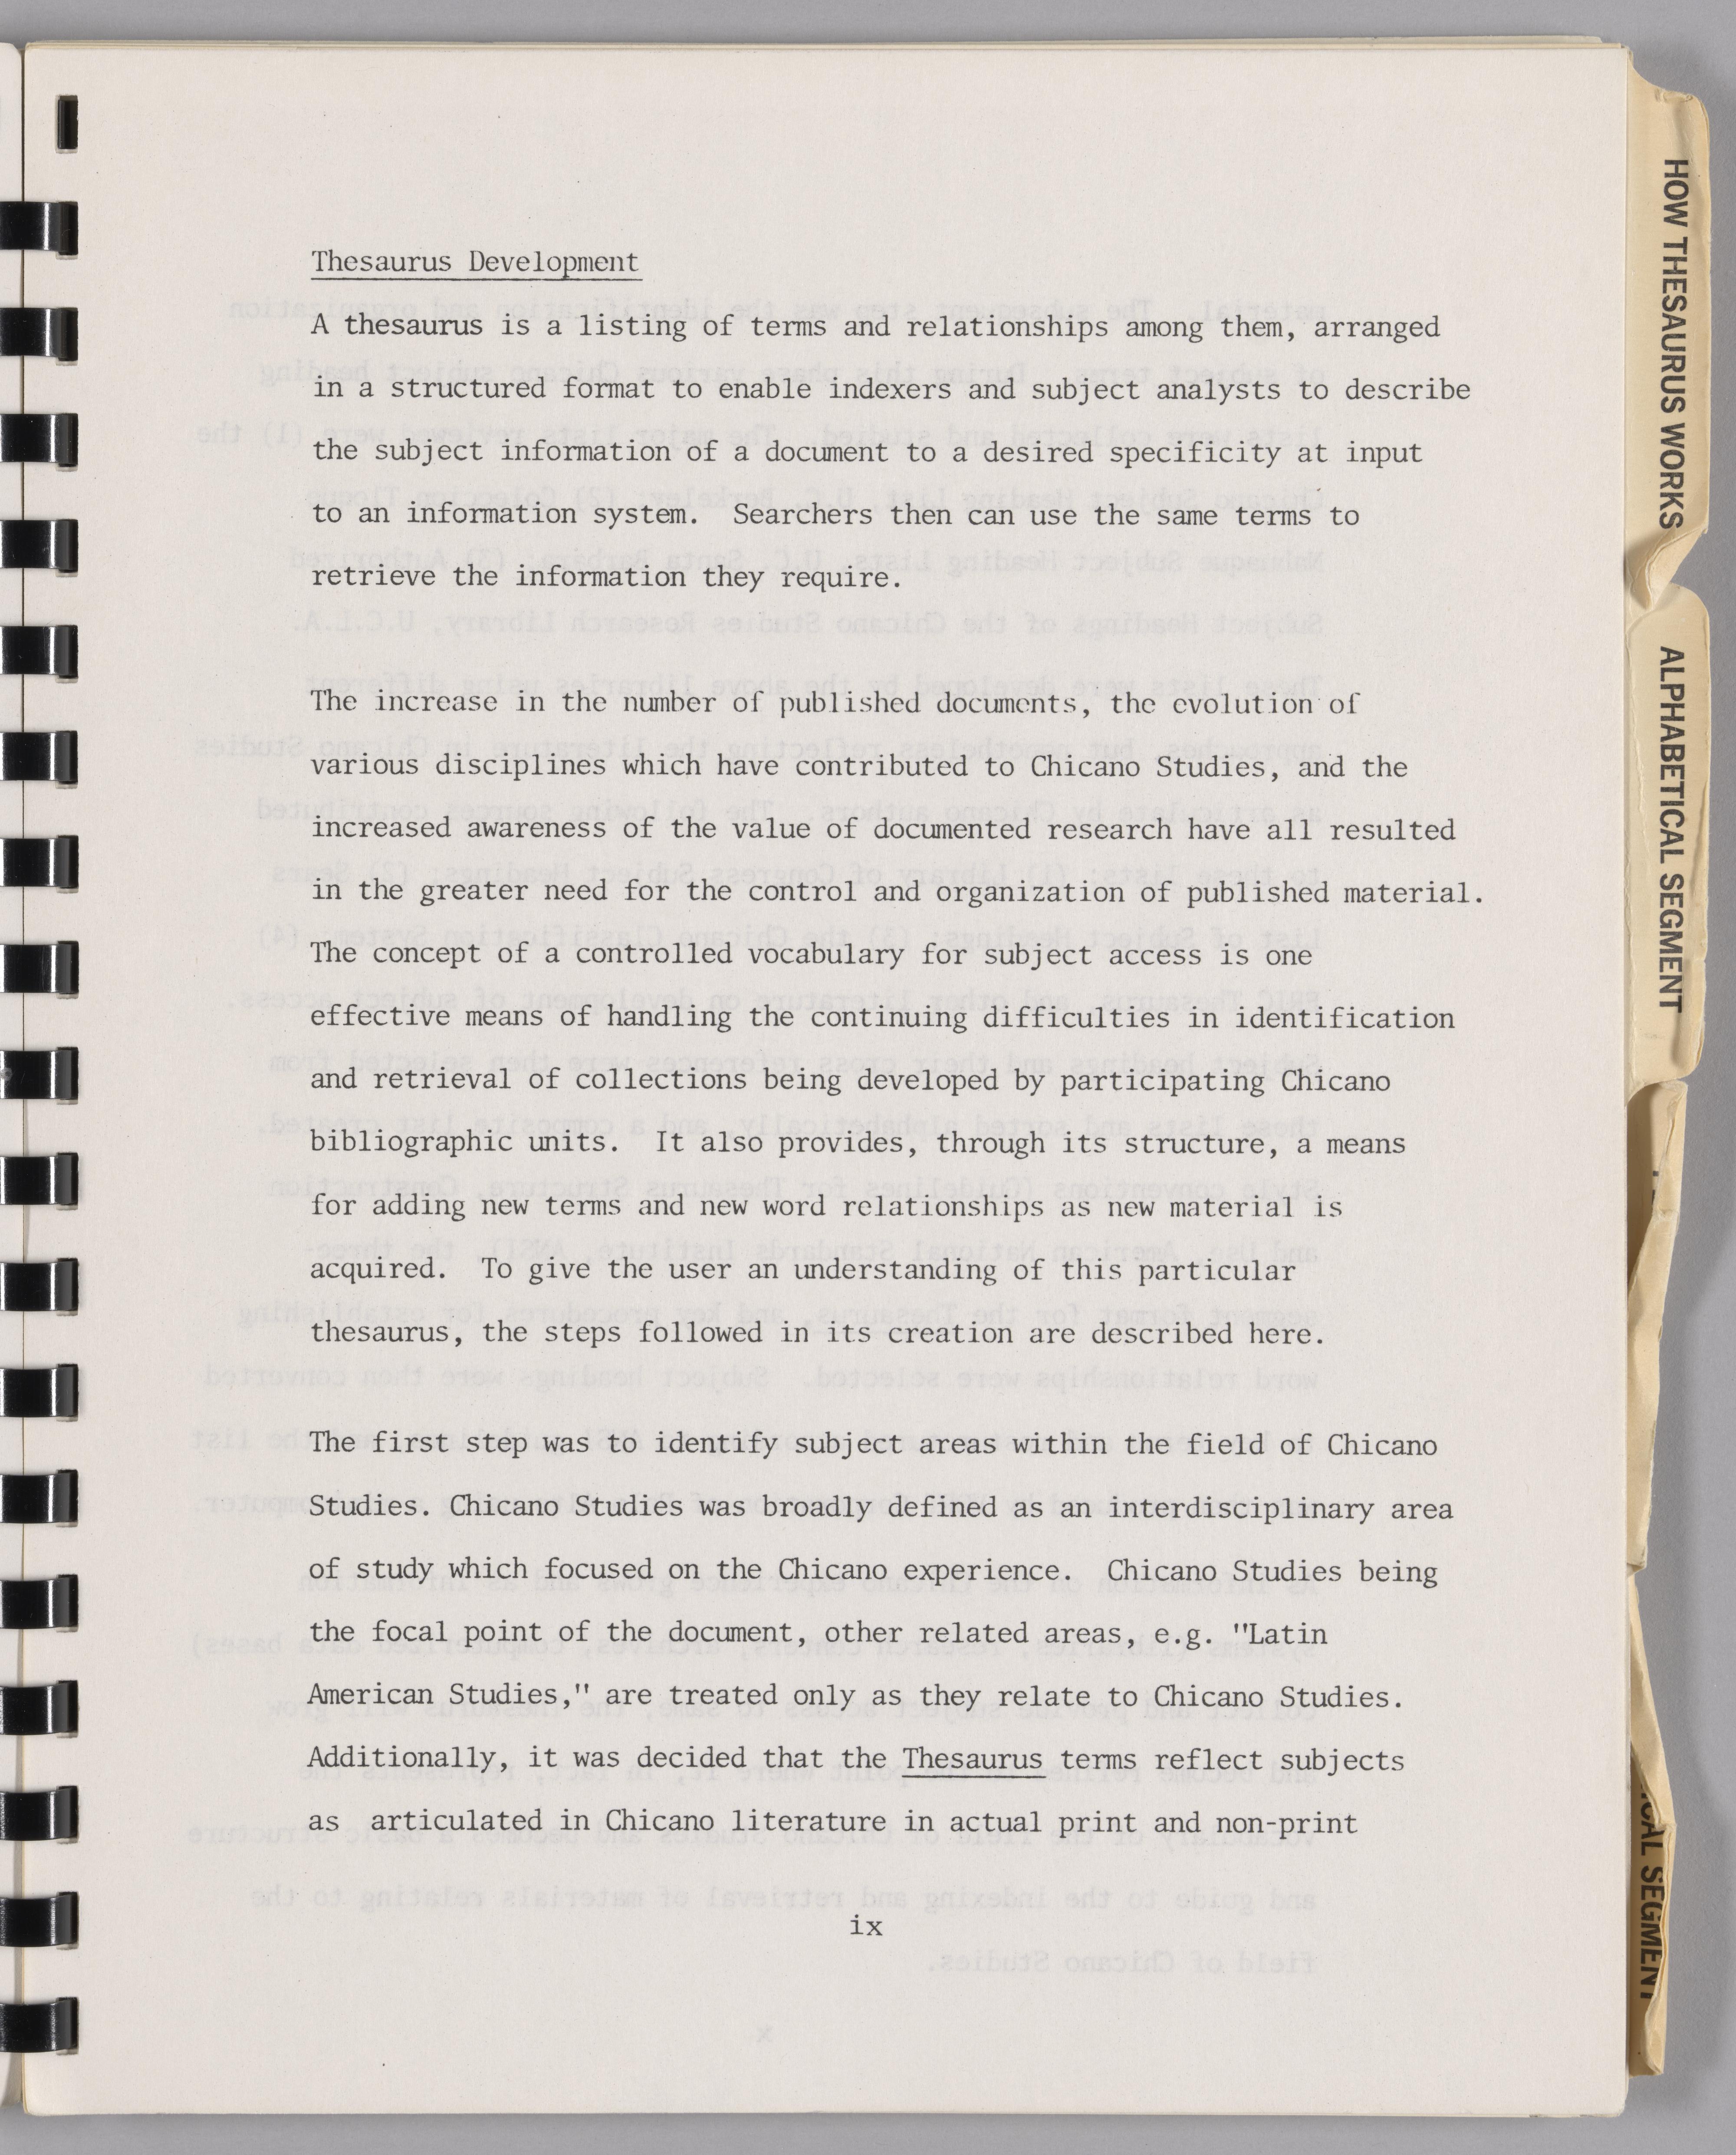 Thesaurus Development
A thesaurus is a listing of terms and relationships among them, arranged
in a structured format to enable indexers and subject analysts to describe
the subject information of a document to a desired specificity at input
to an information system.  Searchers then can use the same terms to
retrieve the information they require.
The increase in the number of published documents, the evolution of
various disciplines which have contributed to Chicano Studies, and the
increased awareness of the value of documented research have all resulted
in the greater need for the control and organization of published material.
The concept of a controlled vocabulary for subject access is one
effective means of handling the continuing difficulties in identification
and retrieval of collections being developed by participating Chicano
bibliographic units.  It also provides, through its structure, a means
for adding new terms and new word relationships as new material is
acquired.  To give the user an understanding of this particular
thesaurus, the steps followed in its creation are described here.
The first step was to identify subject areas within the field of Chicano
Studies. Chicano Studies was broadly defined as an interdisciplinary area
of study which focused on the Chicano experience.  Chicano Studies being
the focal point of the document, other related areas, e.g. "Latin
American Studies," are treated only as they relate to Chicano Studies.
Additionally, it was decided that the Thesaurus terms reflect subjects
as  articulated in Chicano literature in actual print and non-print
ix
HOW THESAURUS WORKS
ALPHABETICAL SEGMENT
SEGMENT